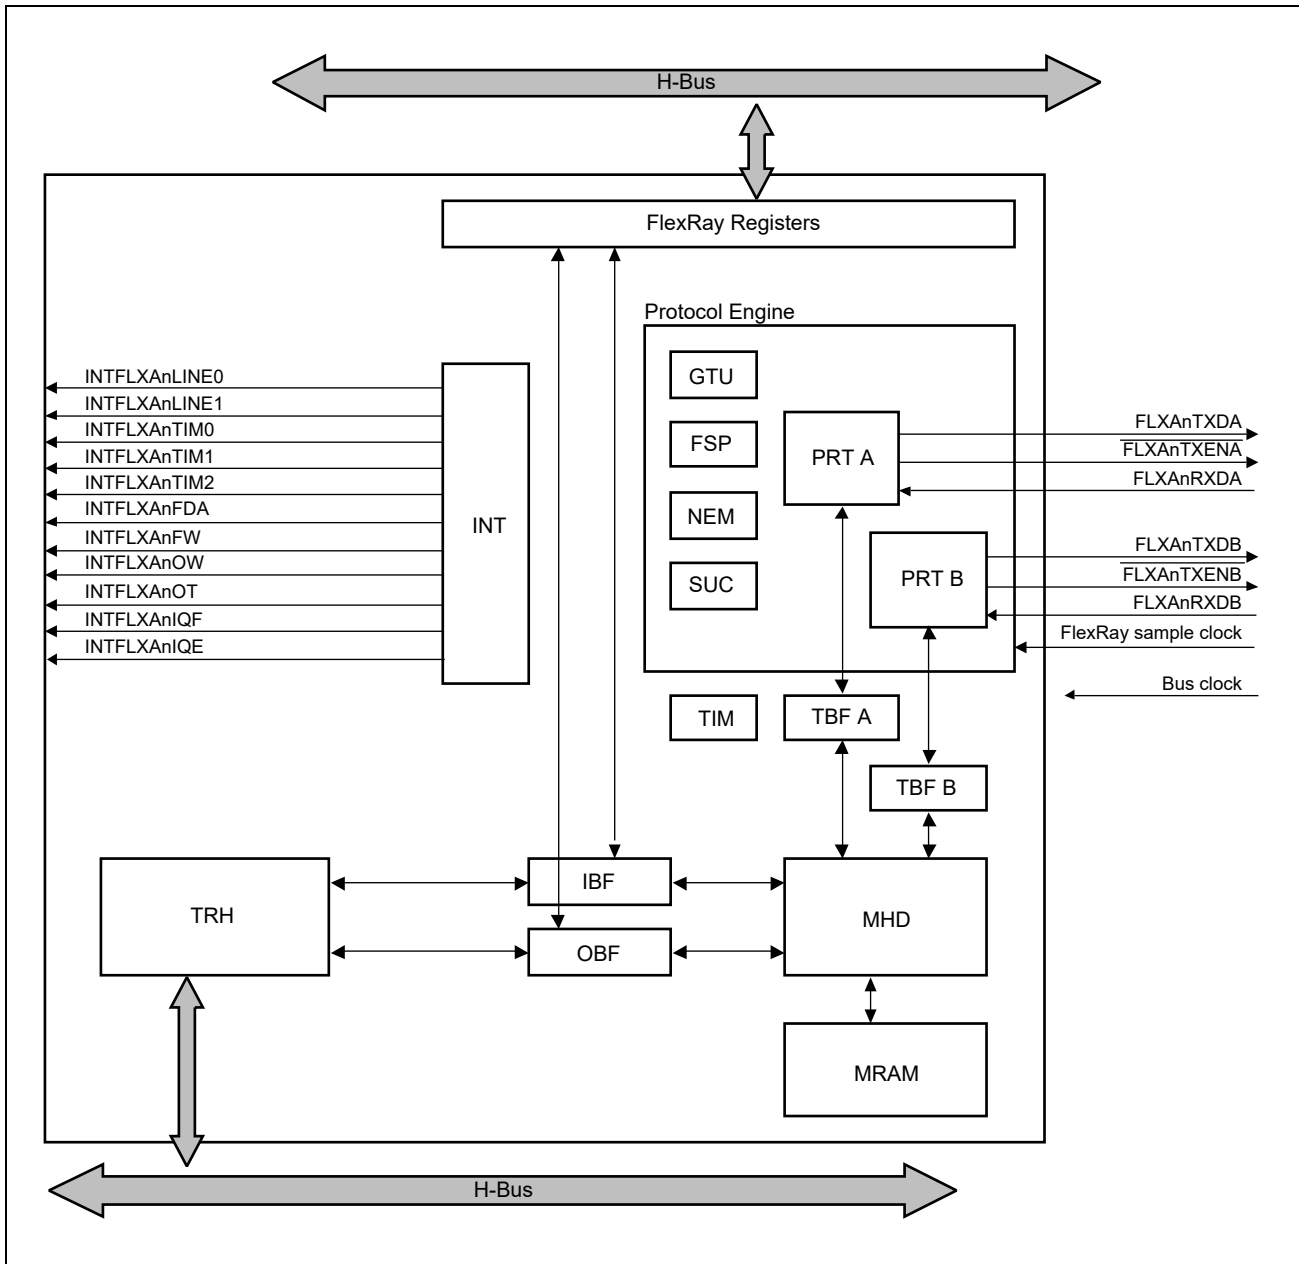 H-Bus
FlexRay Registers
Protocol Engine
GTU
FSP
NEM
SUC
PRT A
PRT B
INTFLXAnLINE0
INTFLXAnLINE1
INTFLXAnTIM0
INTFLXAnTIM1
INTFLXAnTIM2
INTFLXAnFDA
INTFLXAnFW
INTFLXAnOW
INTFLXAnOT
INTFLXAnIQF
INTFLXAnIQE
INT
FLXAnTXDA
FLXAnTXENA
FLXAnRXDA
FLXAnTXDB
FLXAnTXENB
FLXAnRXDB
FlexRay sample clock
Bus clock
TIM
TBF A
TBF B
TRH
IBF
OBF
MHD
MRAM
H-Bus